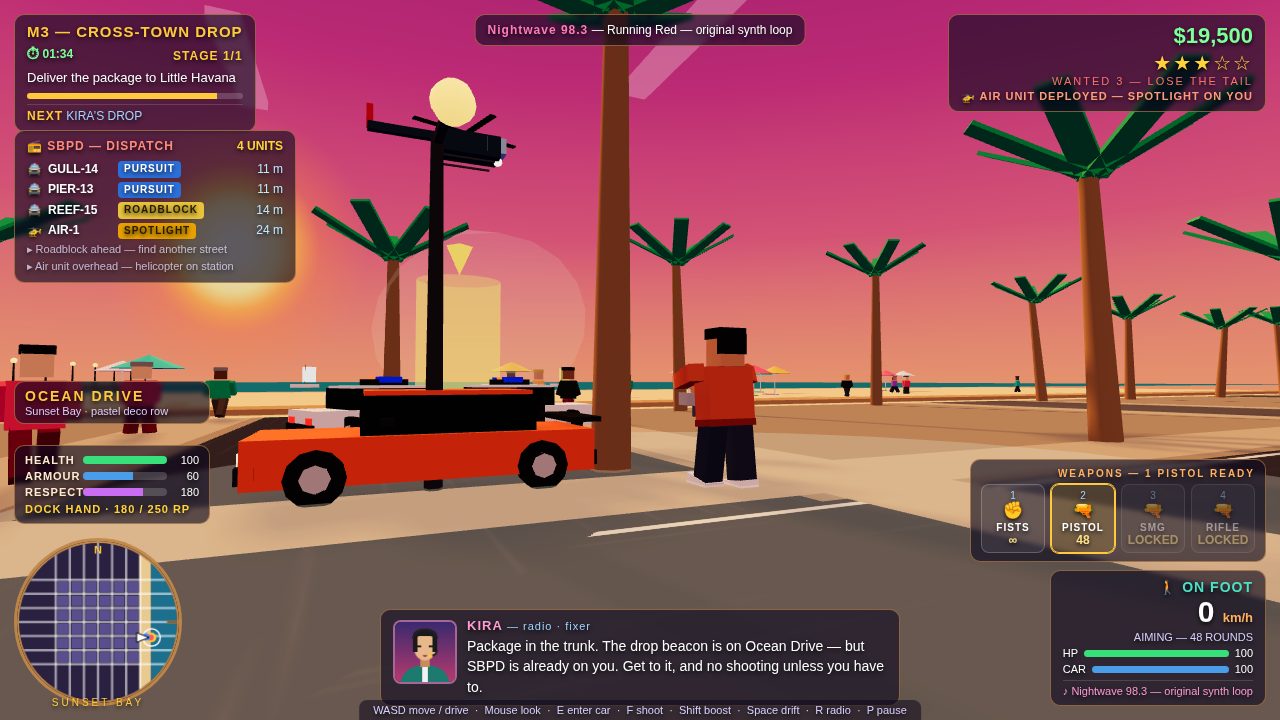 M3 — CROSS-TOWN DROP
01:34
STAGE 1/1
Deliver the package to Little Havana
NEXT KIRA'S DROP
SBPD — DISPATCH
4 UNITS
GULL-14 PURSUIT 11 m
PIER-13 PURSUIT 11 m
REEF-15 ROADBLOCK 14 m
AIR-1 SPOTLIGHT 24 m
▸ Roadblock ahead — find another street
▸ Air unit overhead — helicopter on station
Nightwave 98.3 — Running Red — original synth loop
$19,500
★★★☆☆
WANTED 3 — LOSE THE TAIL
AIR UNIT DEPLOYED — SPOTLIGHT ON YOU
OCEAN DRIVE
Sunset Bay · pastel deco row
HEALTH 100
ARMOUR 60
RESPECT 180
DOCK HAND · 180 / 250 RP
N
SUNSET BAY
WEAPONS — 1 PISTOL READY
1 FISTS ∞
2 PISTOL 48
3 SMG LOCKED
4 RIFLE LOCKED
ON FOOT
0 km/h
AIMING — 48 ROUNDS
HP 100
CAR 100
♪ Nightwave 98.3 — original synth loop
KIRA — radio · fixer
Package in the trunk. The drop beacon is on Ocean Drive — but
SBPD is already on you. Get to it, and no shooting unless you have
to.
WASD move / drive · Mouse look · E enter car · F shoot · Shift boost · Space drift · R radio · P pause